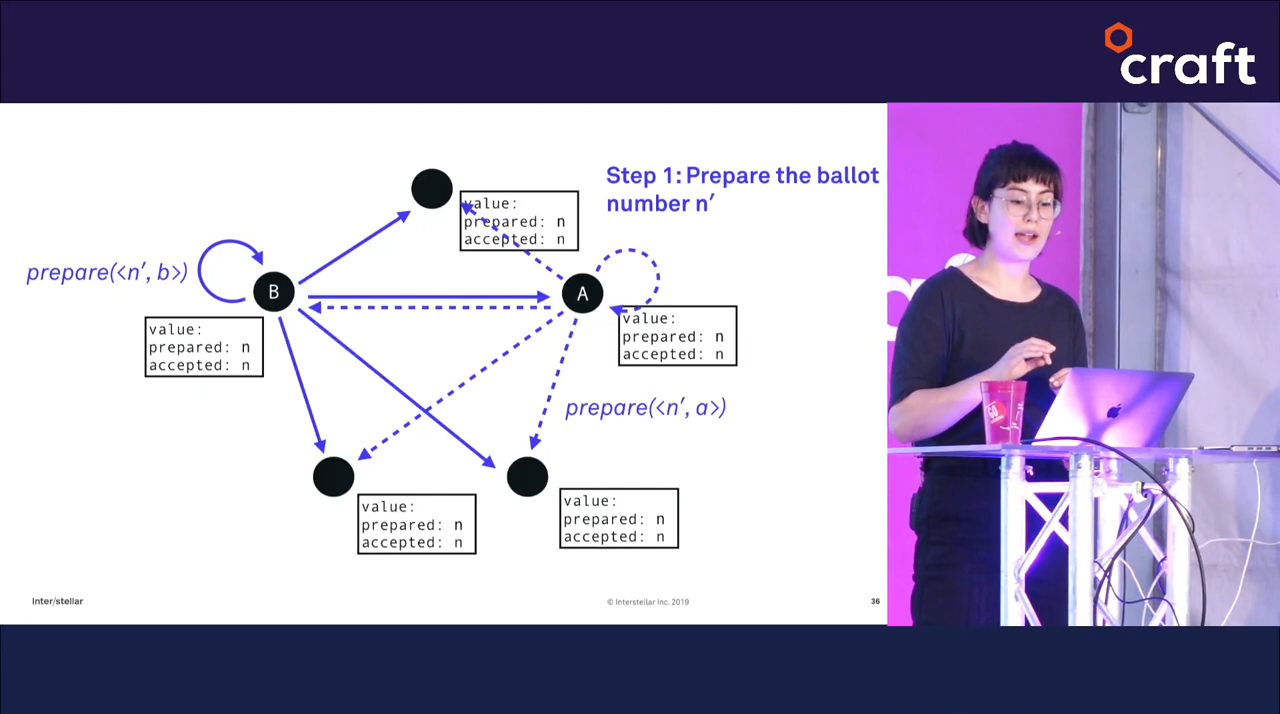 craft
Step 1: Prepare the ballot
number n′
value:
prepared: n
accepted: n
prepare(<n′, b>)
B
A
value:
prepared: n
accepted: n
value:
prepared: n
accepted: n
prepare(<n′, a>)
value:
prepared: n
accepted: n
value:
prepared: n
accepted: n
Inter/stellar
© Interstellar Inc. 2019
36